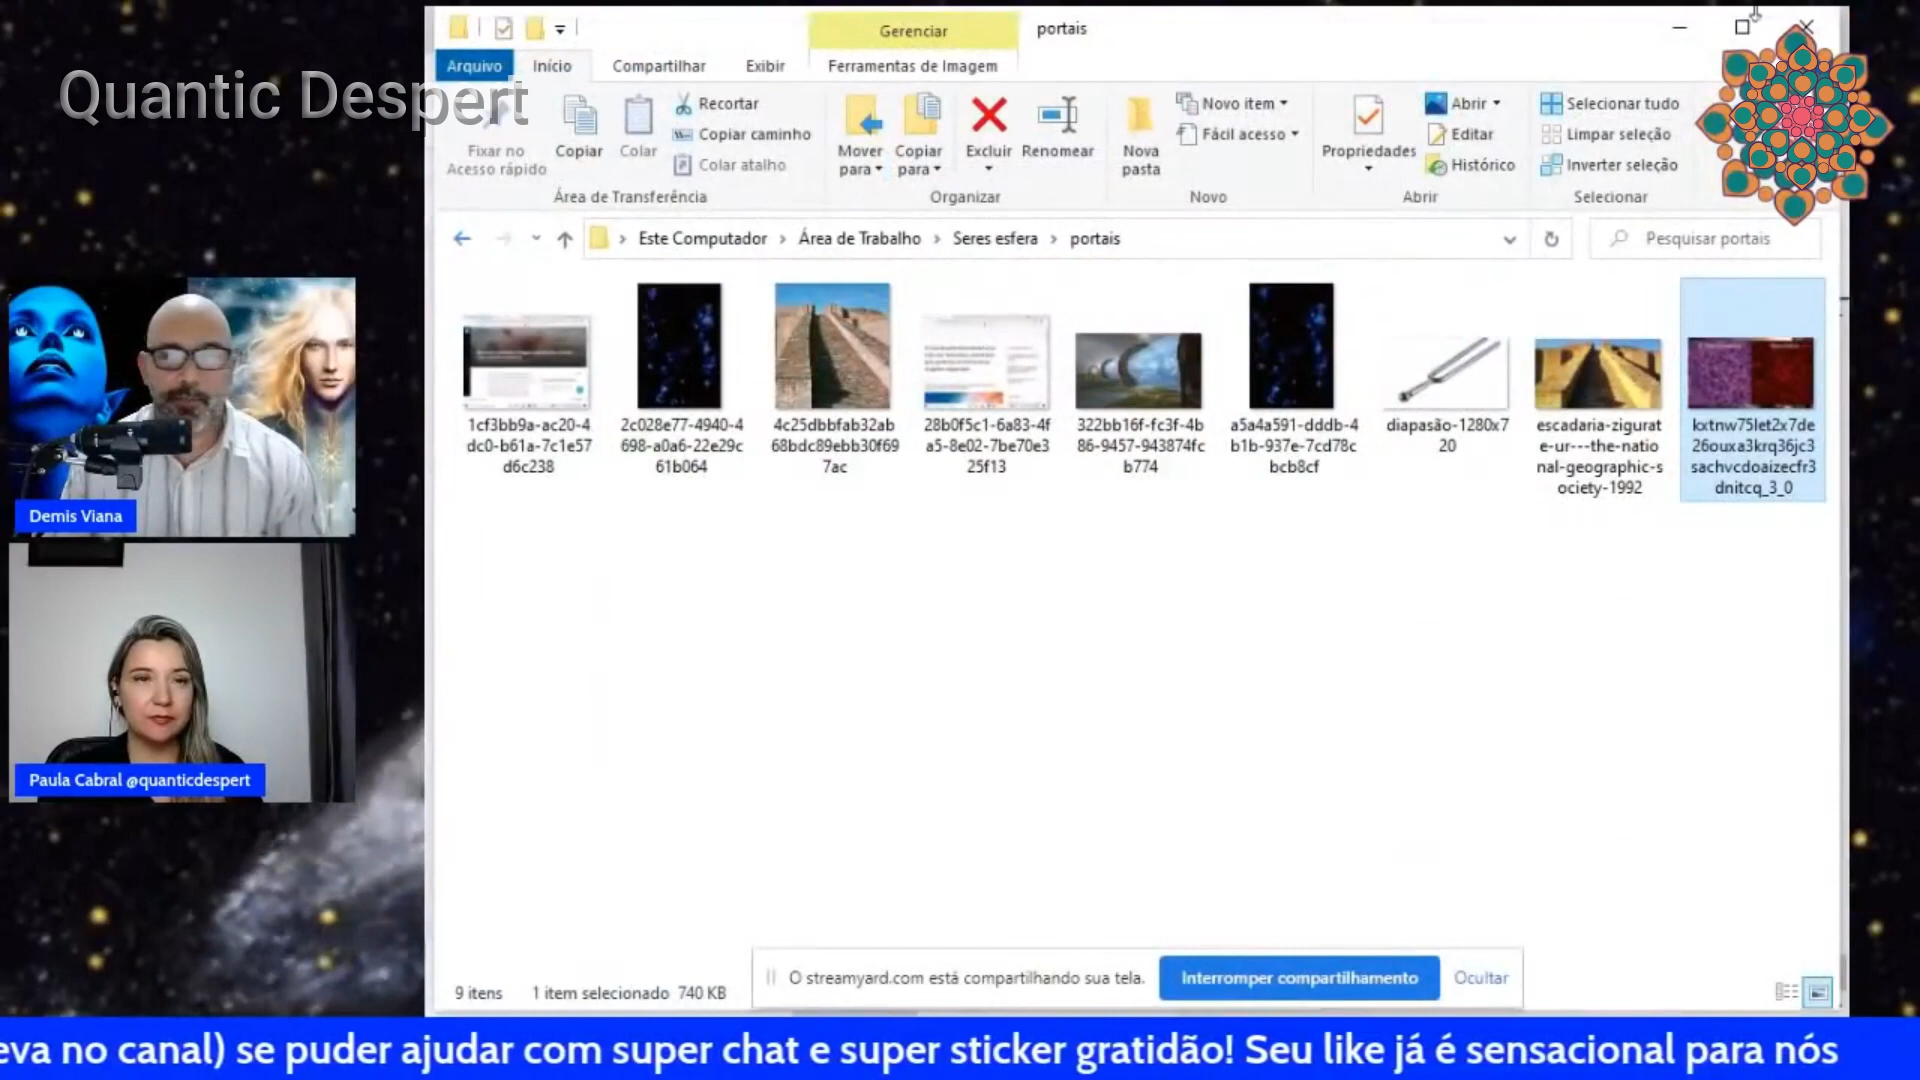 Quantic Despert
Gerenciar
portais
Arquivo
Início
Compartilhar
Exibir
Ferramentas de Imagem
Fixar no
Acesso rápido
Copiar
Colar
Recortar
Copiar caminho
Colar atalho
Área de Transferência
Mover
para
Copiar
para
Excluir
Renomear
Organizar
Nova
pasta
Novo item
Fácil acesso
Novo
Propriedades
Abrir
Editar
Histórico
Abrir
Selecionar tudo
Limpar seleção
Inverter seleção
Selecionar
Este Computador > Área de Trabalho > Seres esfera > portais
Pesquisar portais
1cf3bb9a-ac20-4
dc0-b61a-7c1e57
d6c238
2c028e77-4940-4
698-a0a6-22e29c
61b064
4c25dbbfab32ab
68bdc89ebb30f69
7ac
28b0f5c1-6a83-4f
a5-8e02-7be70e3
25f13
322bb16f-fc3f-4b
86-9457-943874fc
b774
a5a4a591-dddb-4
b1b-937e-7cd78c
bcb8cf
diapasão-1280x7
20
escadaria-zigurat
e-ur---the-natio
nal-geographic-s
ociety-1992
kxtnw75let2x7de
26ouxa3krq36jc3
sachvcdoaizecfr3
dnitcq_3_0
Demis Viana
Paula Cabral @quanticdespert
9 itens
1 item selecionado 740 KB
O streamyard.com está compartilhando sua tela.
Interromper compartilhamento
Ocultar
eva no canal) se puder ajudar com super chat e super sticker gratidão! Seu like já é sensacional para nós